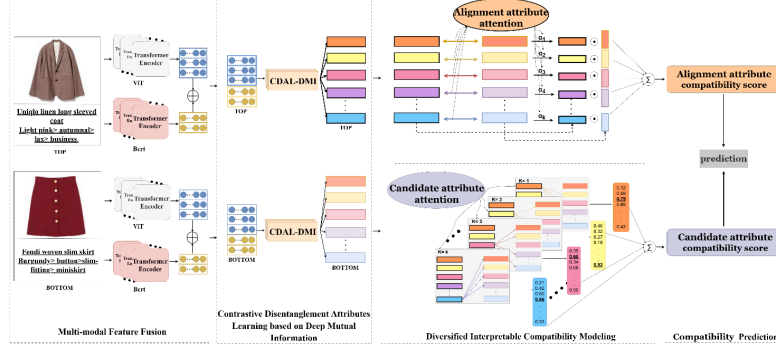 Uniqlo linen long sleeved
coat
Light pink> autumnal>
lax> business
TOP
Transformer
Encoder
ViT
Transformer
Encoder
Bert
TOP
CDAL-DMI
TOP
Alignment attribute
attention
α1
α2
α3
α4
αk
Σ
Alignment attribute
compatibility score
prediction
Fendi woven slim skirt
Burgundy> button>slim-
fitting> miniskirt
BOTTOM
Transformer
Encoder
ViT
Transformer
Encoder
Bert
BOTTOM
CDAL-DMI
BOTTOM
Candidate attribute
attention
K= 1
K= 2
K= 3
K= k
Σ
Candidate attribute
compatibility score
Multi-modal Feature Fusion
Contrastive Disentanglement Attributes
Learning based on Deep Mutual
Information
Diversified Interpretable Compatibility Modeling
Compatibility Predictio